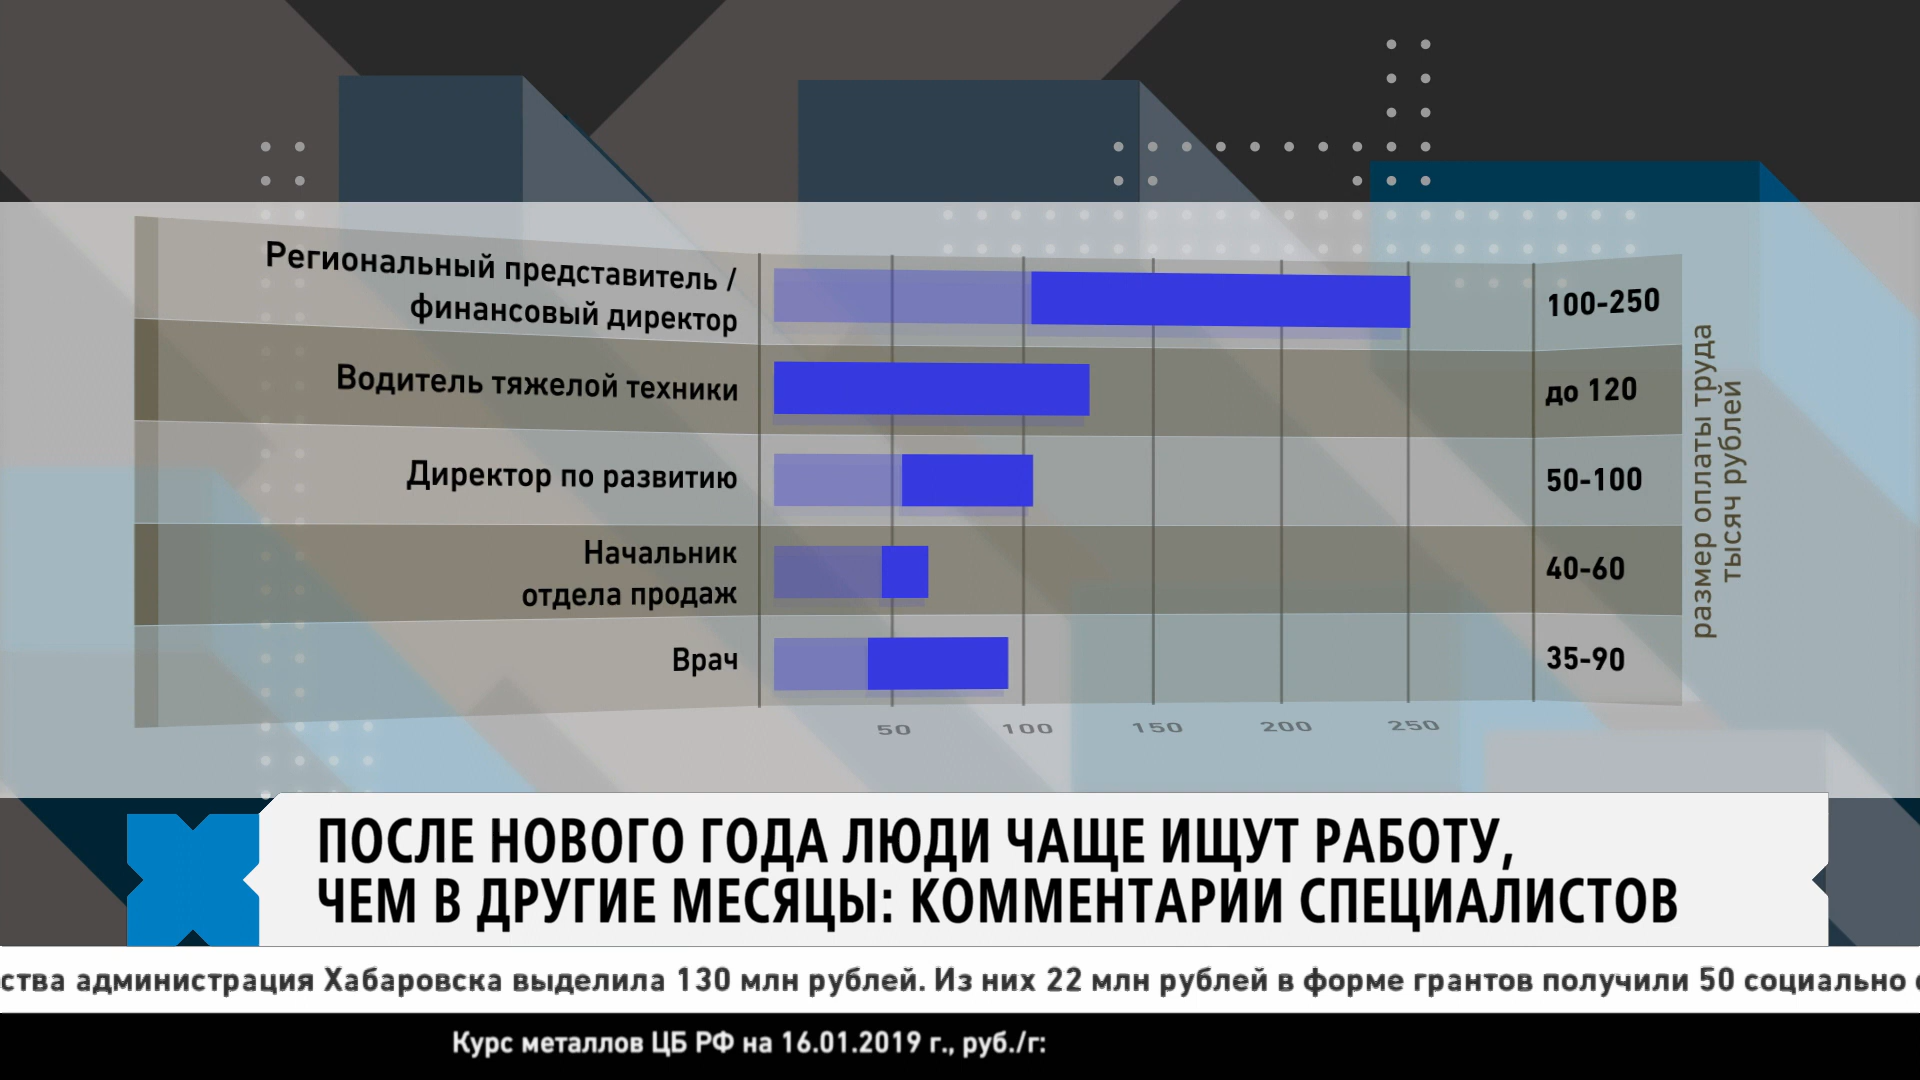 Региональный представитель /
финансовый директор
100-250
Водитель тяжелой техники
до 120
Директор по развитию
50-100
Начальник
отдела продаж
40-60
Врач
35-90
50 100 150 200 250
размер оплаты труда
тысяч рублей
ПОСЛЕ НОВОГО ГОДА ЛЮДИ ЧАЩЕ ИЩУТ РАБОТУ,
ЧЕМ В ДРУГИЕ МЕСЯЦЫ: КОММЕНТАРИИ СПЕЦИАЛИСТОВ
ства администрация Хабаровска выделила 130 млн рублей. Из них 22 млн рублей в форме грантов получили 50 социально
Курс металлов ЦБ РФ на 16.01.2019 г., руб./г: